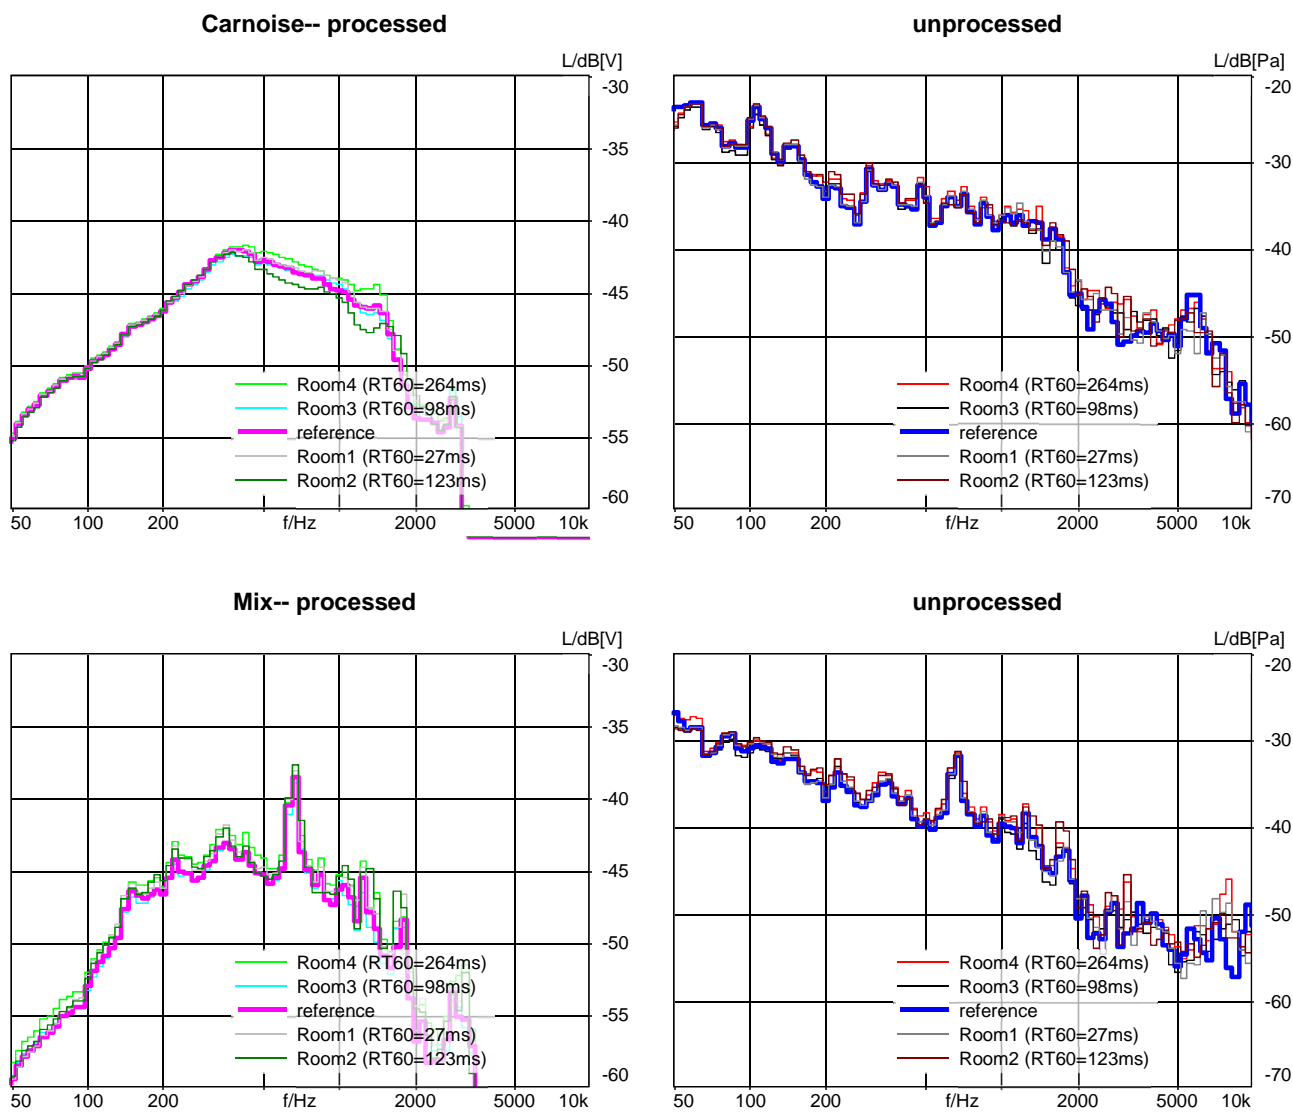 Carnoise-- processed
L/dB[V]
-30
-35
-40
-45
-50
-55
-60
Room4 (RT60=264ms)
Room3 (RT60=98ms)
reference
Room1 (RT60=27ms)
Room2 (RT60=123ms)
50 100 200 f/Hz 2000 5000 10k
unprocessed
L/dB[Pa]
-20
-30
-40
-50
-60
-70
Room4 (RT60=264ms)
Room3 (RT60=98ms)
reference
Room1 (RT60=27ms)
Room2 (RT60=123ms)
50 100 200 f/Hz 2000 5000 10k
Mix-- processed
L/dB[V]
-30
-35
-40
-45
-50
-55
-60
Room4 (RT60=264ms)
Room3 (RT60=98ms)
reference
Room1 (RT60=27ms)
Room2 (RT60=123ms)
50 100 200 f/Hz 2000 5000 10k
unprocessed
L/dB[Pa]
-20
-30
-40
-50
-60
-70
Room4 (RT60=264ms)
Room3 (RT60=98ms)
reference
Room1 (RT60=27ms)
Room2 (RT60=123ms)
50 100 200 f/Hz 2000 5000 10k